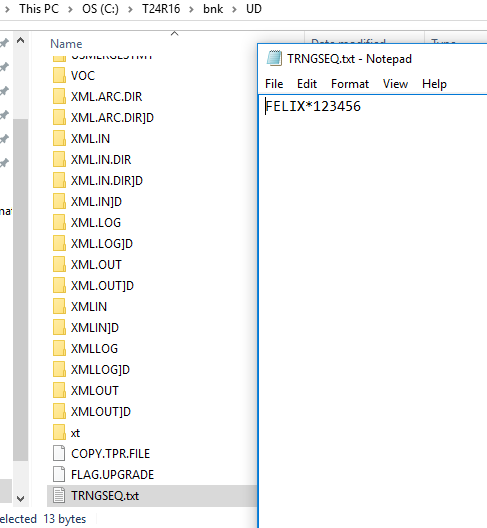 This PC > OS (C:) > T24R16 > bnk > UD
Name
Date modified
Type
VOC
XML.ARC.DIR
XML.ARC.DIR]D
XML.IN
XML.IN.DIR
XML.IN.DIR]D
XML.IN]D
XML.LOG
XML.LOG]D
XML.OUT
XML.OUT]D
XMLIN
XMLIN]D
XMLLOG
XMLLOG]D
XMLOUT
XMLOUT]D
xt
COPY.TPR.FILE
FLAG.UPGRADE
TRNGSEQ.txt
elected 13 bytes
TRNGSEQ.txt - Notepad
File Edit Format View Help
FELIX*123456